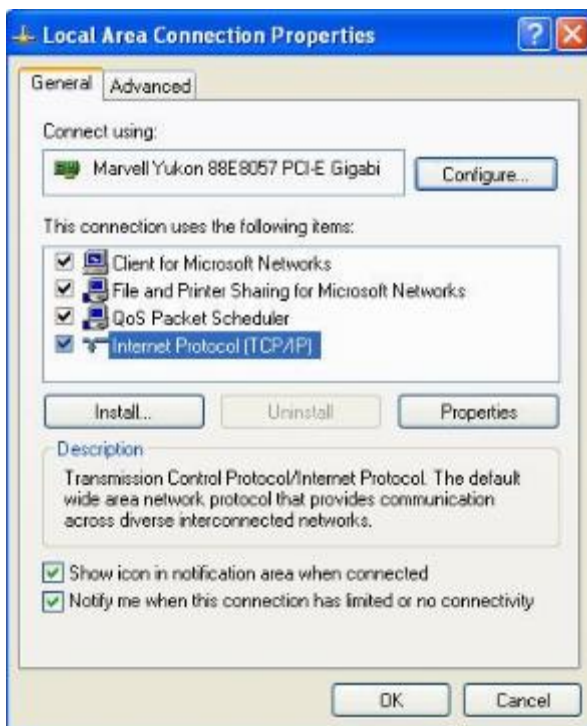 Local Area Connection Properties
General
Advanced
Connect using:
Marvell Yukon 88E8057 PCI-E Gigabi
Configure...
This connection uses the following items:
Client for Microsoft Networks
File and Printer Sharing for Microsoft Networks
QoS Packet Scheduler
Internet Protocol (TCP/IP)
Install...
Uninstall
Properties
Description
Transmission Control Protocol/Internet Protocol. The default
wide area network protocol that provides communication
across diverse interconnected networks.
Show icon in notification area when connected
Notify me when this connection has limited or no connectivity
OK
Cancel